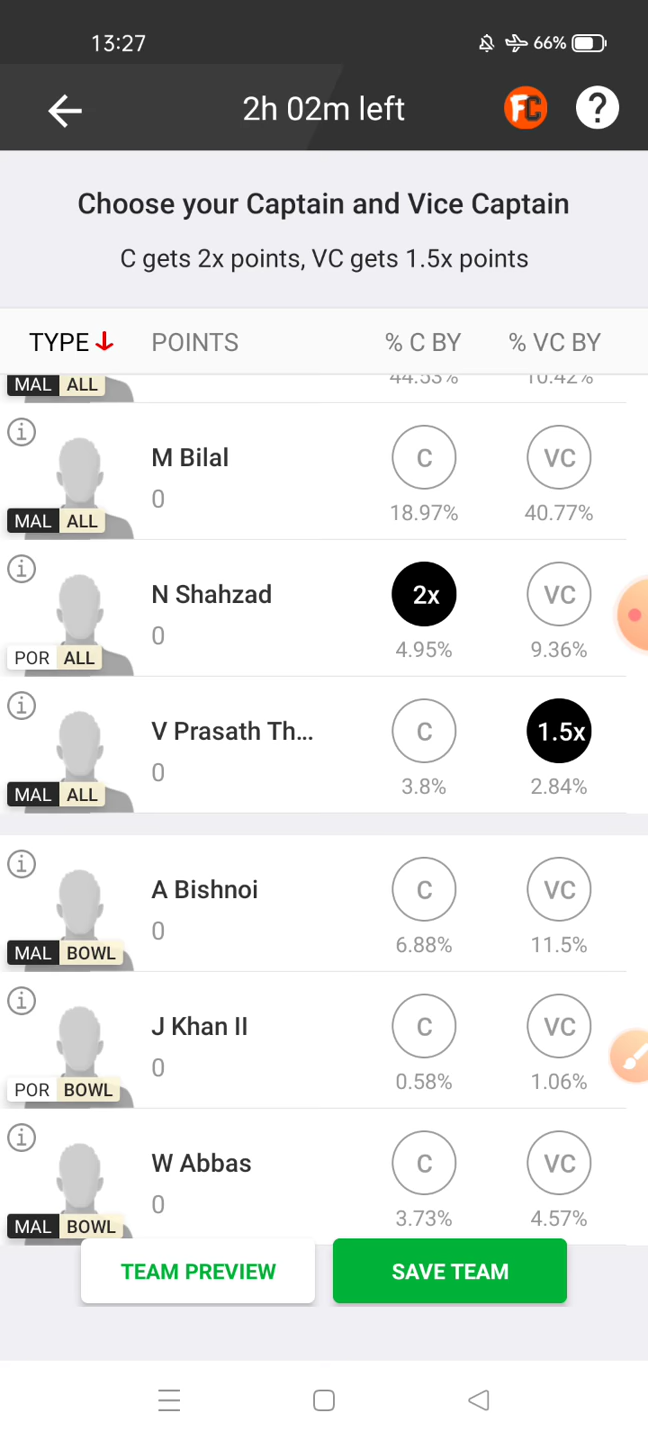 13:27
66%
2h 02m left
FC
?
Choose your Captain and Vice Captain
C gets 2x points, VC gets 1.5x points
TYPE POINTS % C BY % VC BY
MAL ALL
44.53% 10.42%
M Bilal
C VC
0
18.97% 40.77%
MAL ALL
N Shahzad
2x VC
0
4.95% 9.36%
POR ALL
V Prasath Th...
C 1.5x
0
3.8% 2.84%
MAL ALL
A Bishnoi
C VC
0
6.88% 11.5%
MAL BOWL
J Khan II
C VC
0
0.58% 1.06%
POR BOWL
W Abbas
C VC
0
3.73% 4.57%
MAL BOWL
TEAM PREVIEW SAVE TEAM